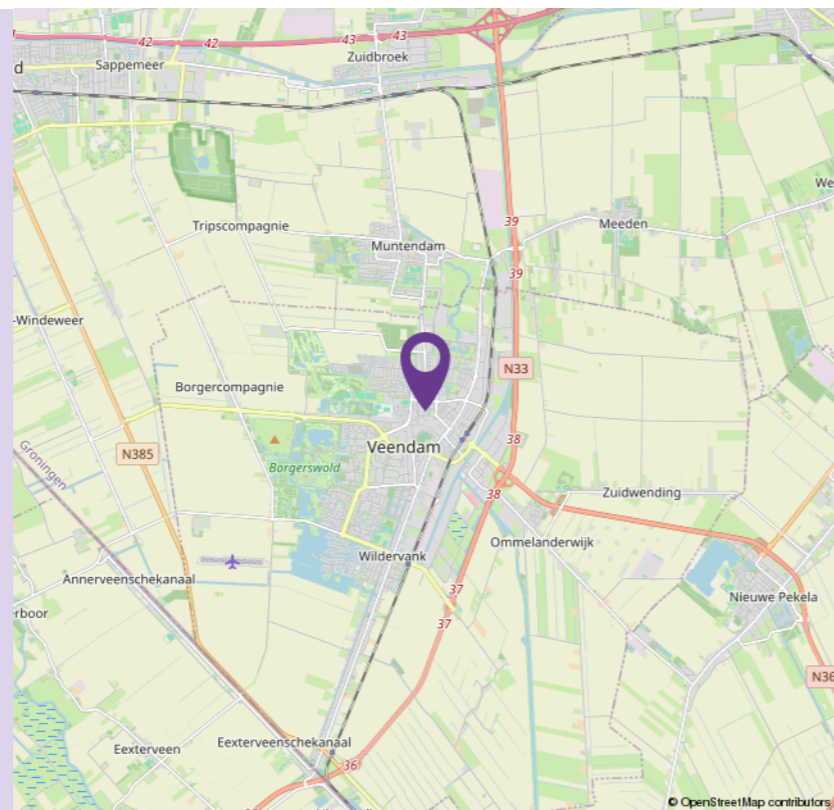 42
42
43
43
Zuidbroek
Sappemeer
d
We
39
Meeden
Tripscompagnie
Muntendam
39
-Windeweer
N33
Borgercompagnie
38
Groningen
N385
Veendam
Borgerswold
38
Zuidwending
Ommelanderwijk
Wildervank
Annerveenschekanaal
37
Nieuwe Pekela
erboor
37
N36
Eexterveen
Eexterveenschekanaal
36
© OpenStreetMap contributors